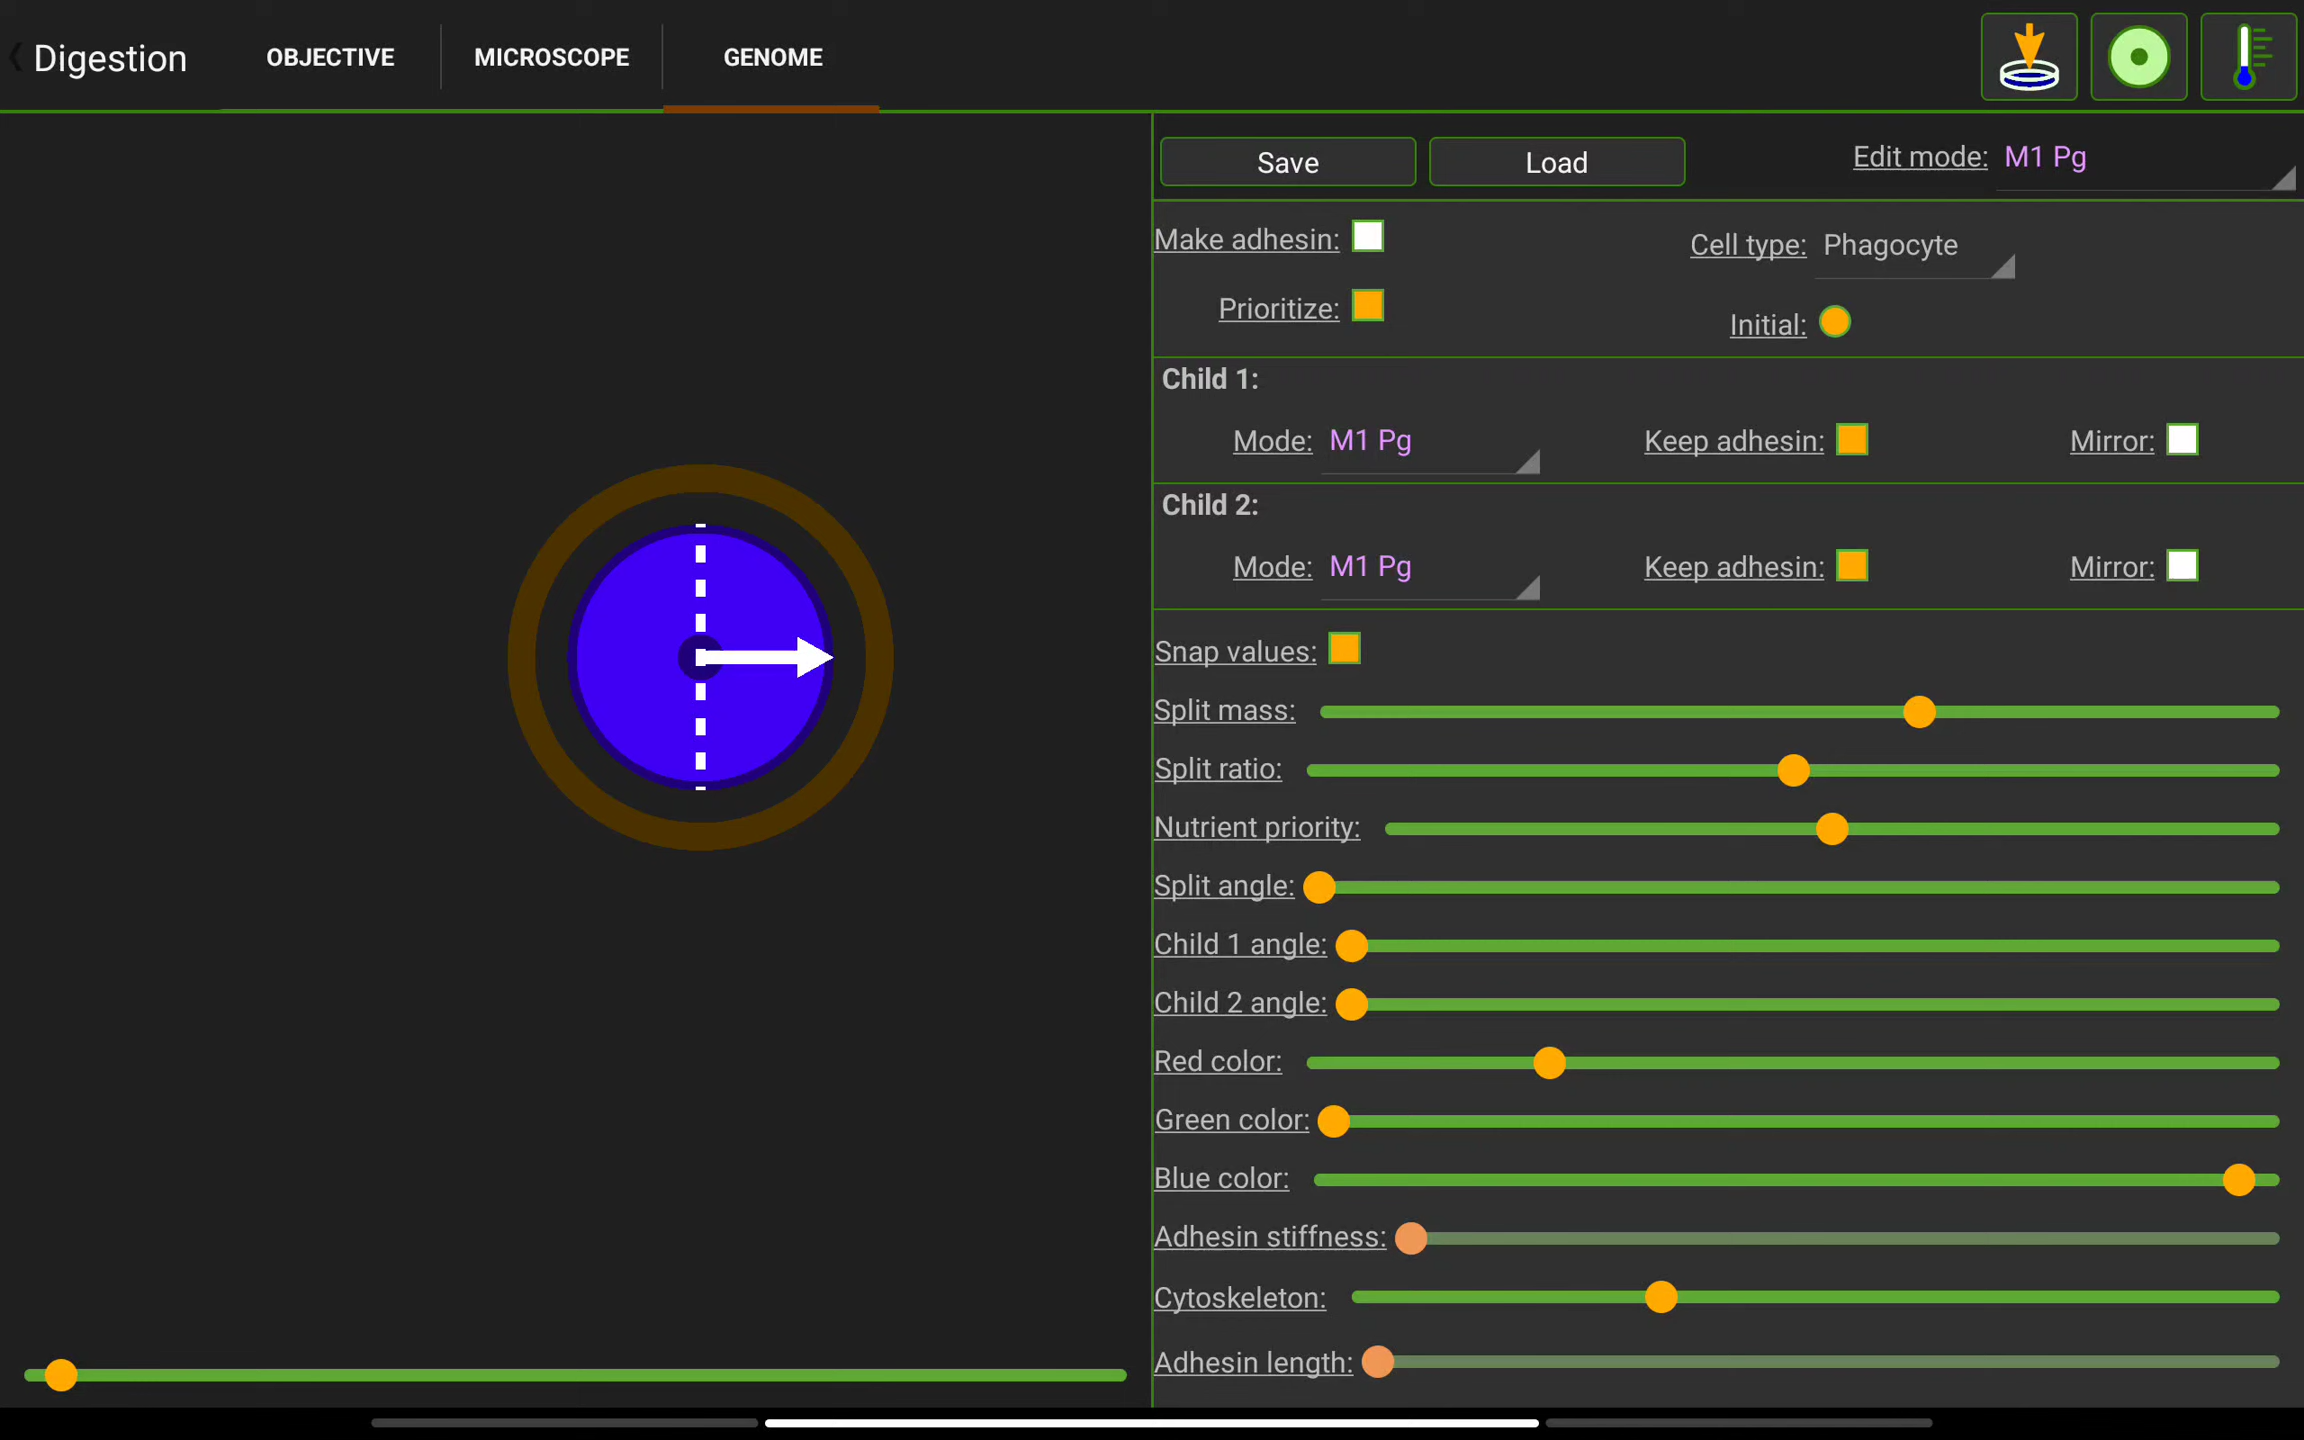 Digestion OBJECTIVE MICROSCOPE GENOME
Save Load Edit mode: M1 Pg
Make adhesin: Cell type: Phagocyte
Prioritize: Initial:
Child 1:
Mode: M1 Pg Keep adhesin: Mirror:
Child 2:
Mode: M1 Pg Keep adhesin: Mirror:
Snap values:
Split mass:
Split ratio:
Nutrient priority:
Split angle:
Child 1 angle:
Child 2 angle:
Red color:
Green color:
Blue color:
Adhesin stiffness:
Cytoskeleton:
Adhesin length: